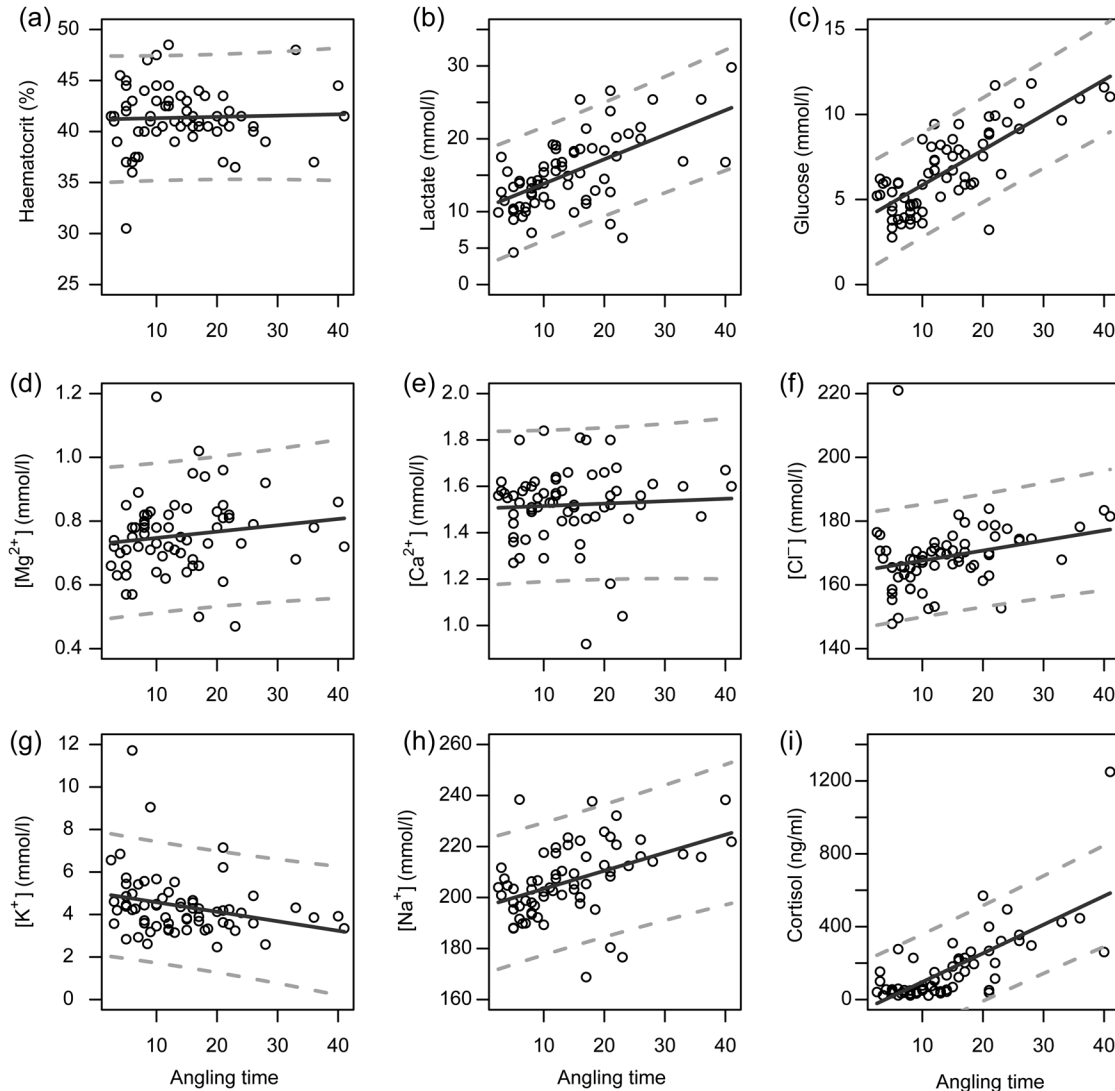 (a)
(b)
(c)
50
45
40
35
30
25
Haematocrit (%)
10 20 30 40
30
20
10
0
Lactate (mmol/l)
10 20 30 40
15
10
5
0
Glucose (mmol/l)
10 20 30 40
(d)
(e)
(f)
1.2
1.0
0.8
0.6
0.4
[Mg²⁺] (mmol/l)
10 20 30 40
2.0
1.8
1.6
1.4
1.2
1.0
[Ca²⁺] (mmol/l)
10 20 30 40
220
200
180
160
140
[Cl⁻] (mmol/l)
10 20 30 40
(g)
(h)
(i)
12
10
8
6
4
2
0
[K⁺] (mmol/l)
10 20 30 40
Angling time
260
240
220
200
180
160
[Na⁺] (mmol/l)
10 20 30 40
Angling time
1200
800
400
0
Cortisol (ng/ml)
10 20 30 40
Angling time